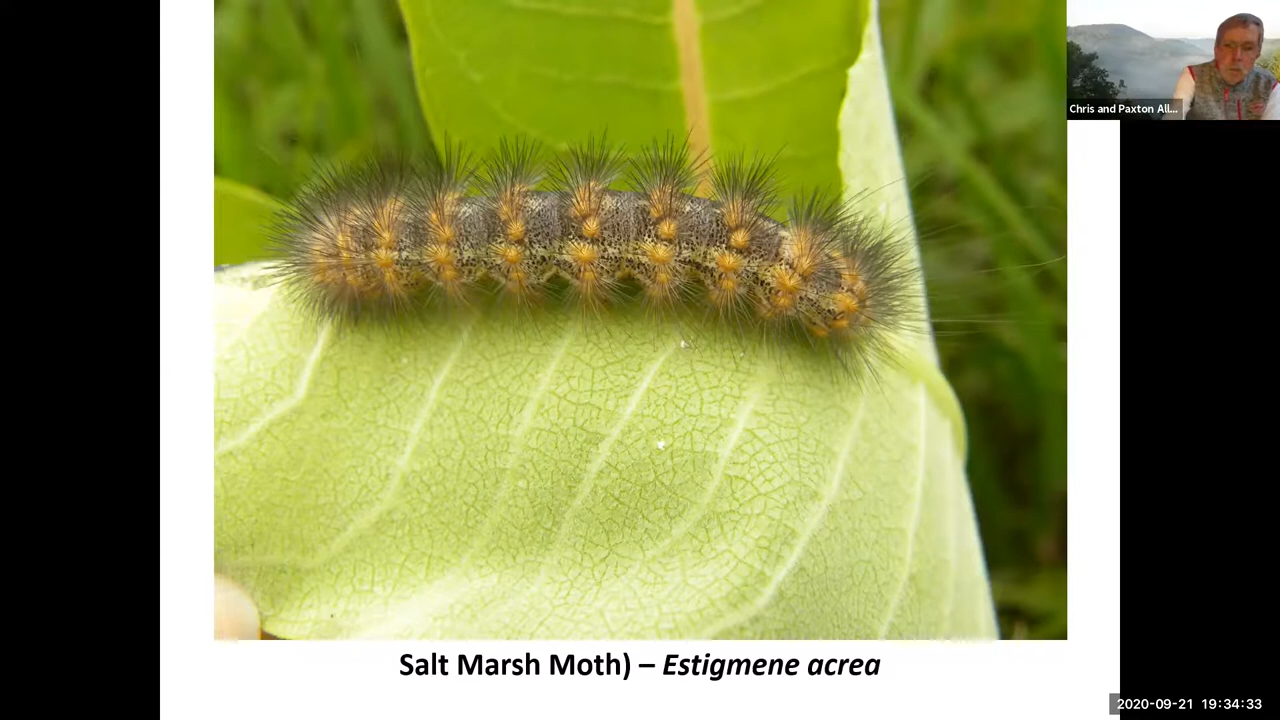 Chris and Paxton All...
Salt Marsh Moth) – Estigmene acrea
2020-09-21 19:34:33